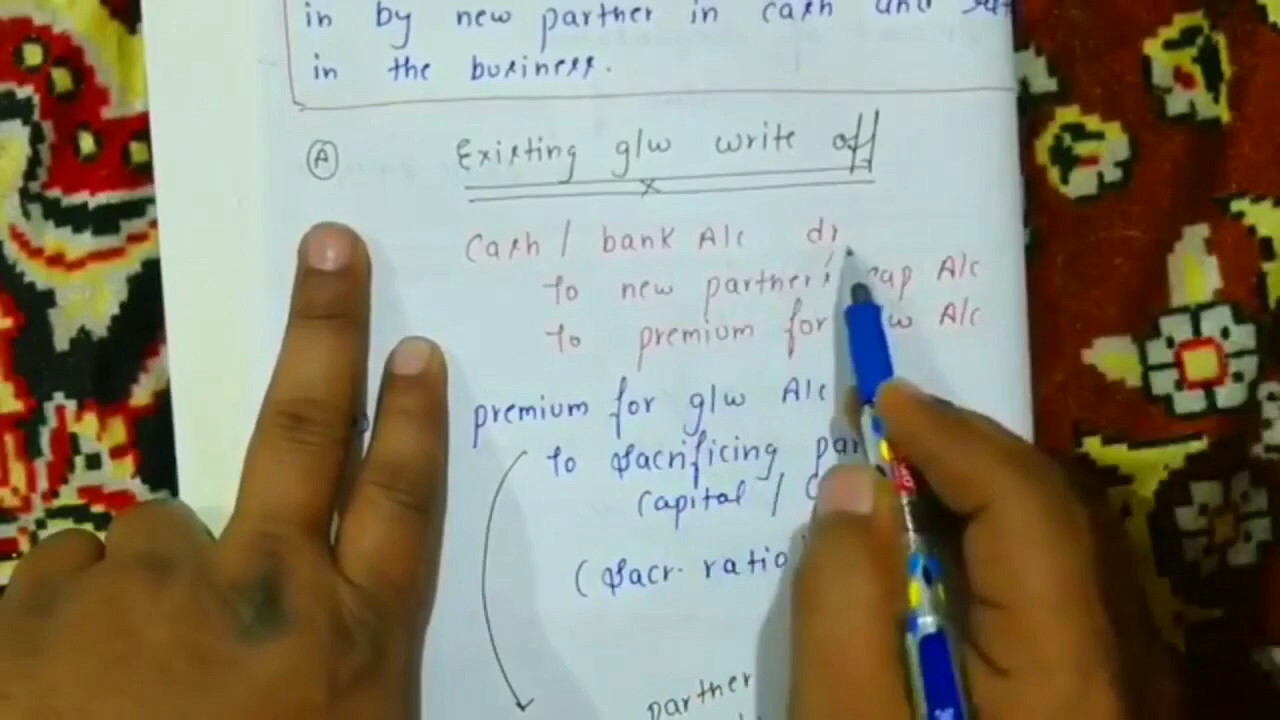 in by new partner in cash and
in the business.
A Existing g/w write off
Cash / bank A/c dr
To new partner's cap A/c
To premium for g/w A/c
premium for g/w A/c
To Sacrificing par
Capital /
(Sacr. ratio
partner